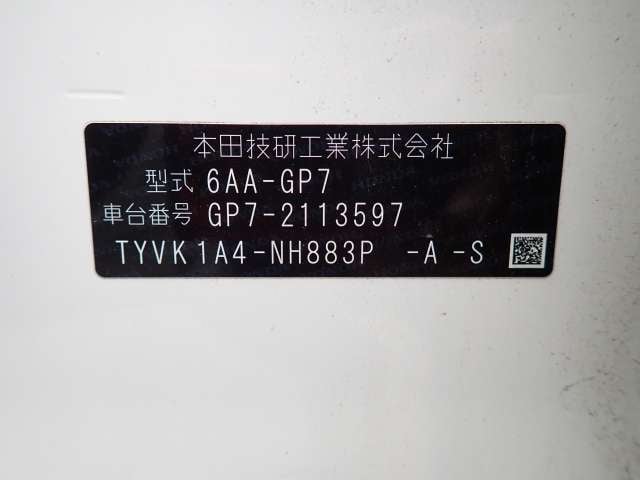 本田技研工業株式会社
型式 6AA-GP7
車台番号 GP7-2113597
TYVK1A4-NH883P -A-S